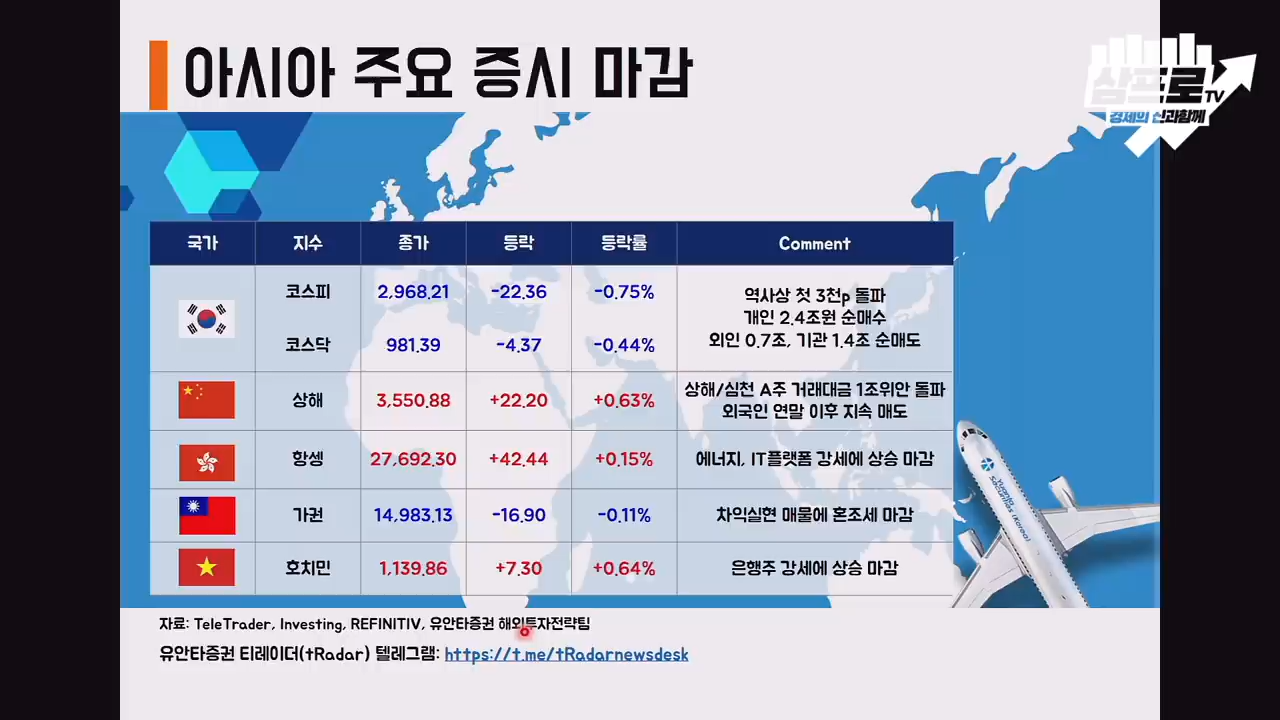 아시아 주요 증시 마감
삼프로TV
경제의 신과함께
국가 지수 종가 등락 등락률 Comment
코스피 2,968.21 -22.36 -0.75%
코스닥 981.39 -4.37 -0.44%
역사상 첫 3천p 돌파
개인 2.4조원 순매수
외인 0.7조, 기관 1.4조 순매도
상해 3,550.88 +22.20 +0.63%
상해/심천 A주 거래대금 1조위안 돌파
외국인 연말 이후 지속 매도
항셍 27,692.30 +42.44 +0.15% 에너지, IT플랫폼 강세에 상승 마감
가권 14,983.13 -16.90 -0.11% 차익실현 매물에 혼조세 마감
호치민 1,139.86 +7.30 +0.64% 은행주 강세에 상승 마감
Yuanta
Securities (Korea)
자료: TeleTrader, Investing, REFINITIV, 유안타증권 해외투자전략팀
유안타증권 티레이더(tRadar) 텔레그램: https://t.me/tRadarnewsdesk